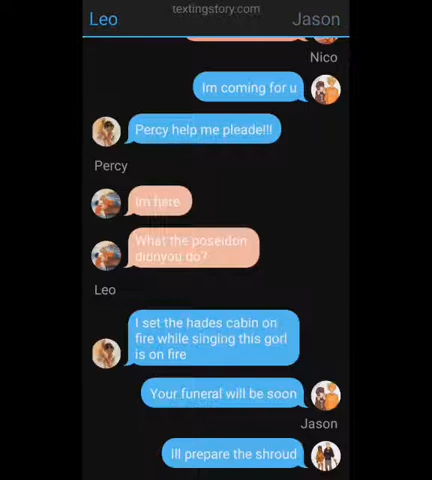 textingstory.com
Leo
Jason
Nico
Im coming for u
Percy help me pleade!!!
Percy
Im here
What the poseidon
didnyou do?
Leo
I set the hades cabin on
fire while singing this gorl
is on fire
Your funeral will be soon
Jason
Ill prepare the shroud